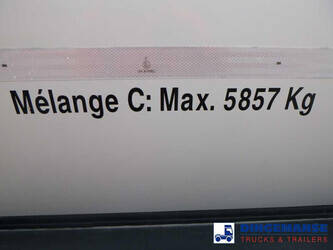 Mélange C: Max. 5857 Kg
TRUCKS & TRAILERS